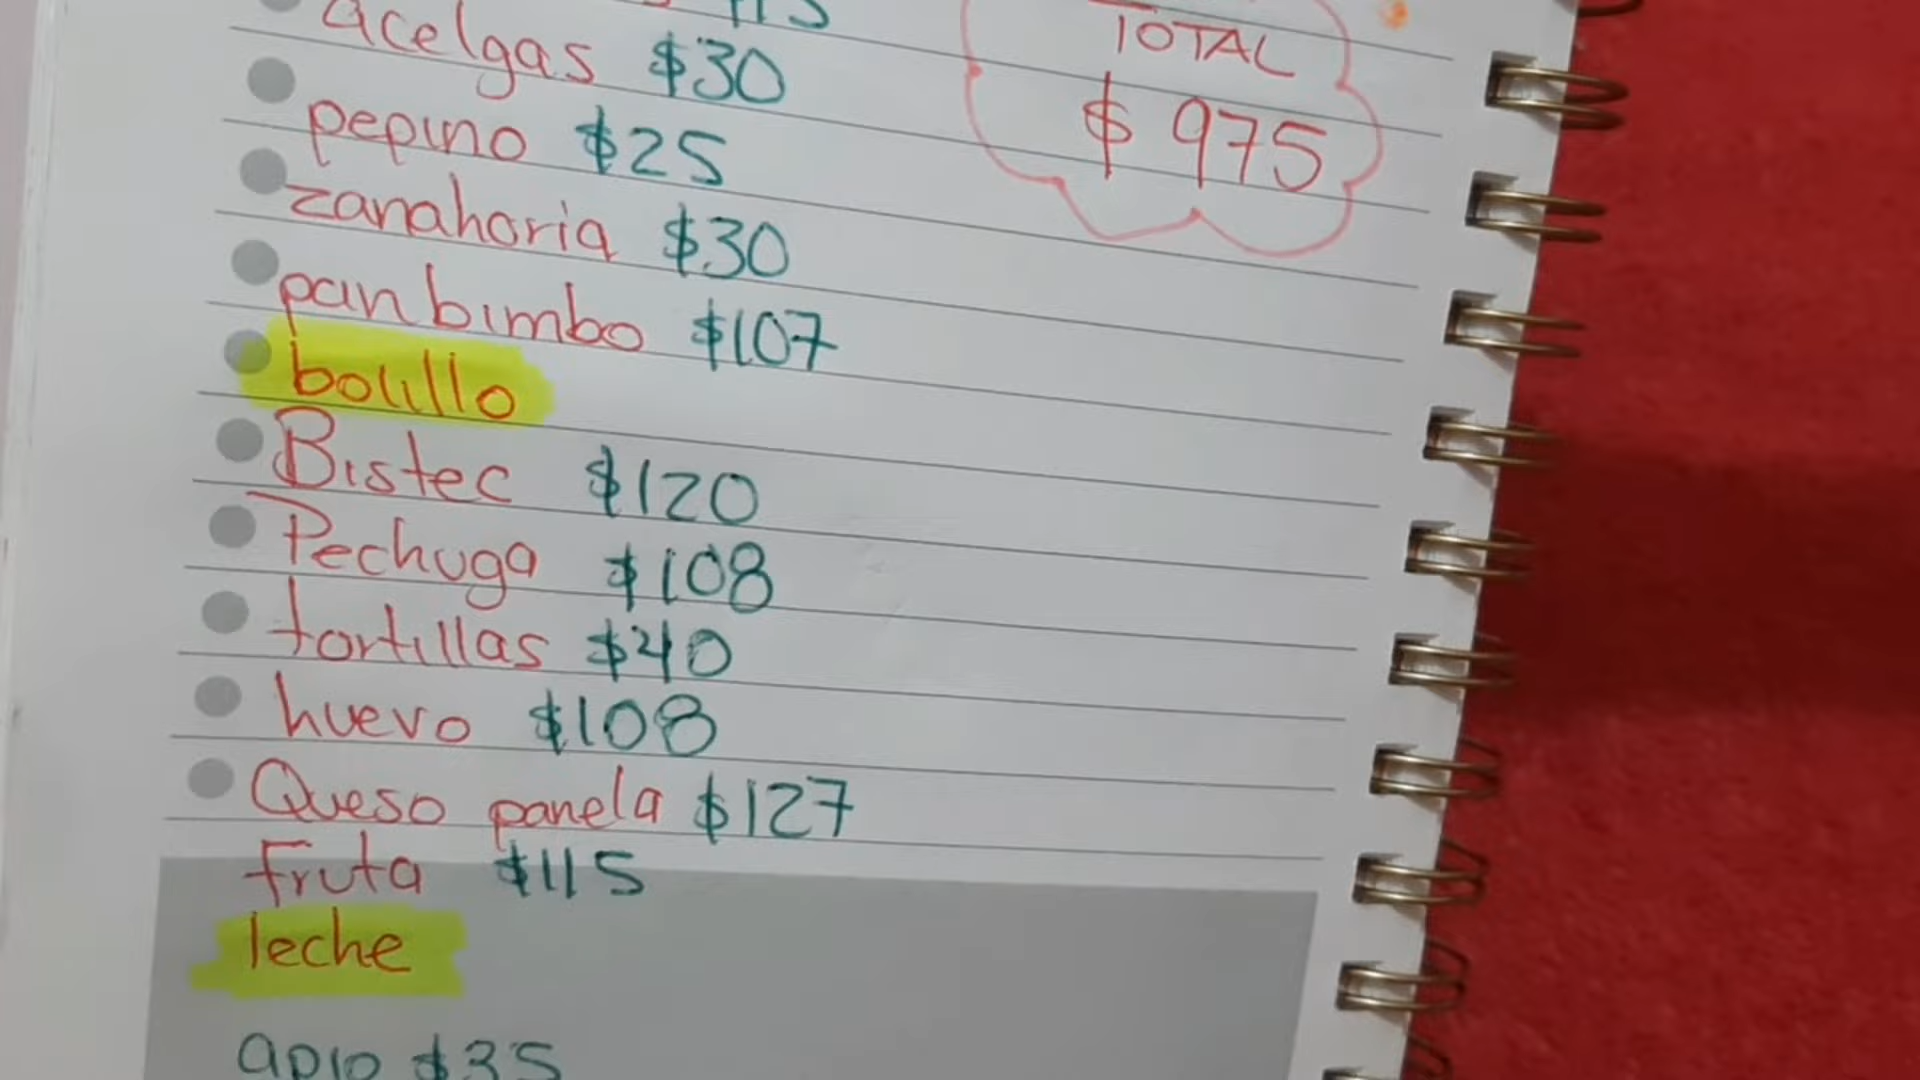 $115
TOTAL
$ 975
acelgas $30
pepino $25
zanahoria $30
pan bimbo $107
bolillo
Bistec $120
Pechuga $108
tortillas $40
huevo $108
Queso panela $127
Fruta $115
leche
apio $35